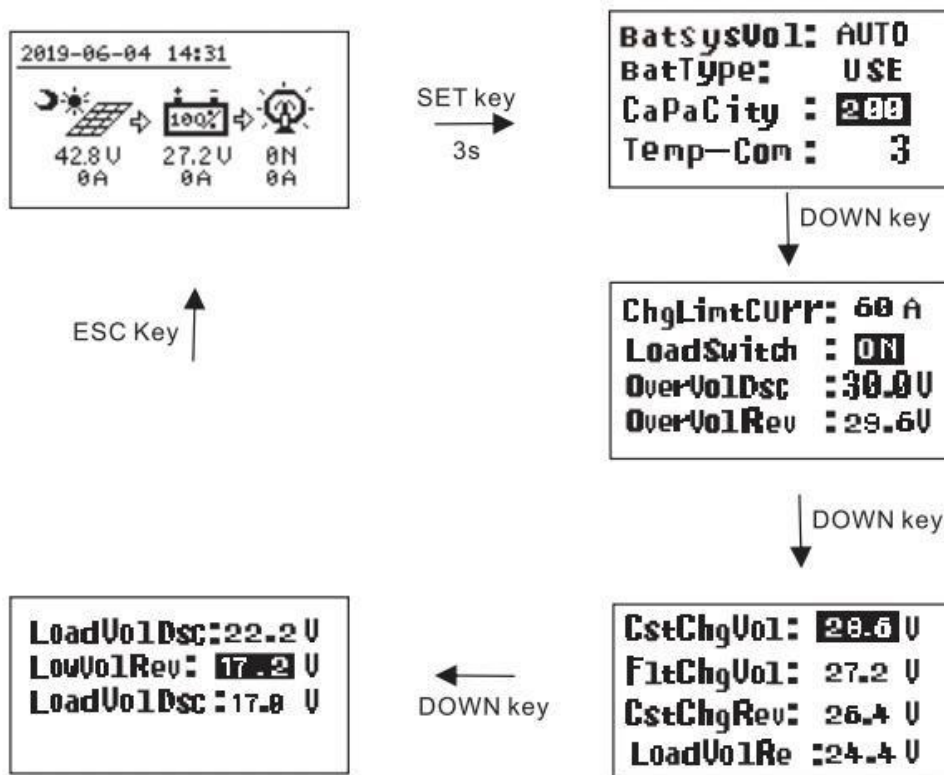 2019-06-04 14:31
100%
42.8V 27.2V 0N
0A 0A 0A
SET key
3s
BatSysVol: AUTO
BatType: USE
CaPaCity : 200
Temp-Com : 3
DOWN key
ChgLimtCUrr: 60 A
LoadSwitch : ON
OverVolDsc :30.0V
OverVolRev :29.6V
DOWN key
CstChgVol: 28.6 V
FltChgVol: 27.2 V
CstChgRev: 26.4 V
LoadVolRe :24.4 V
DOWN key
LoadVolDsc:22.2 V
LowVolRev: 17.2 V
LoadVolDsc :17.0 V
ESC Key